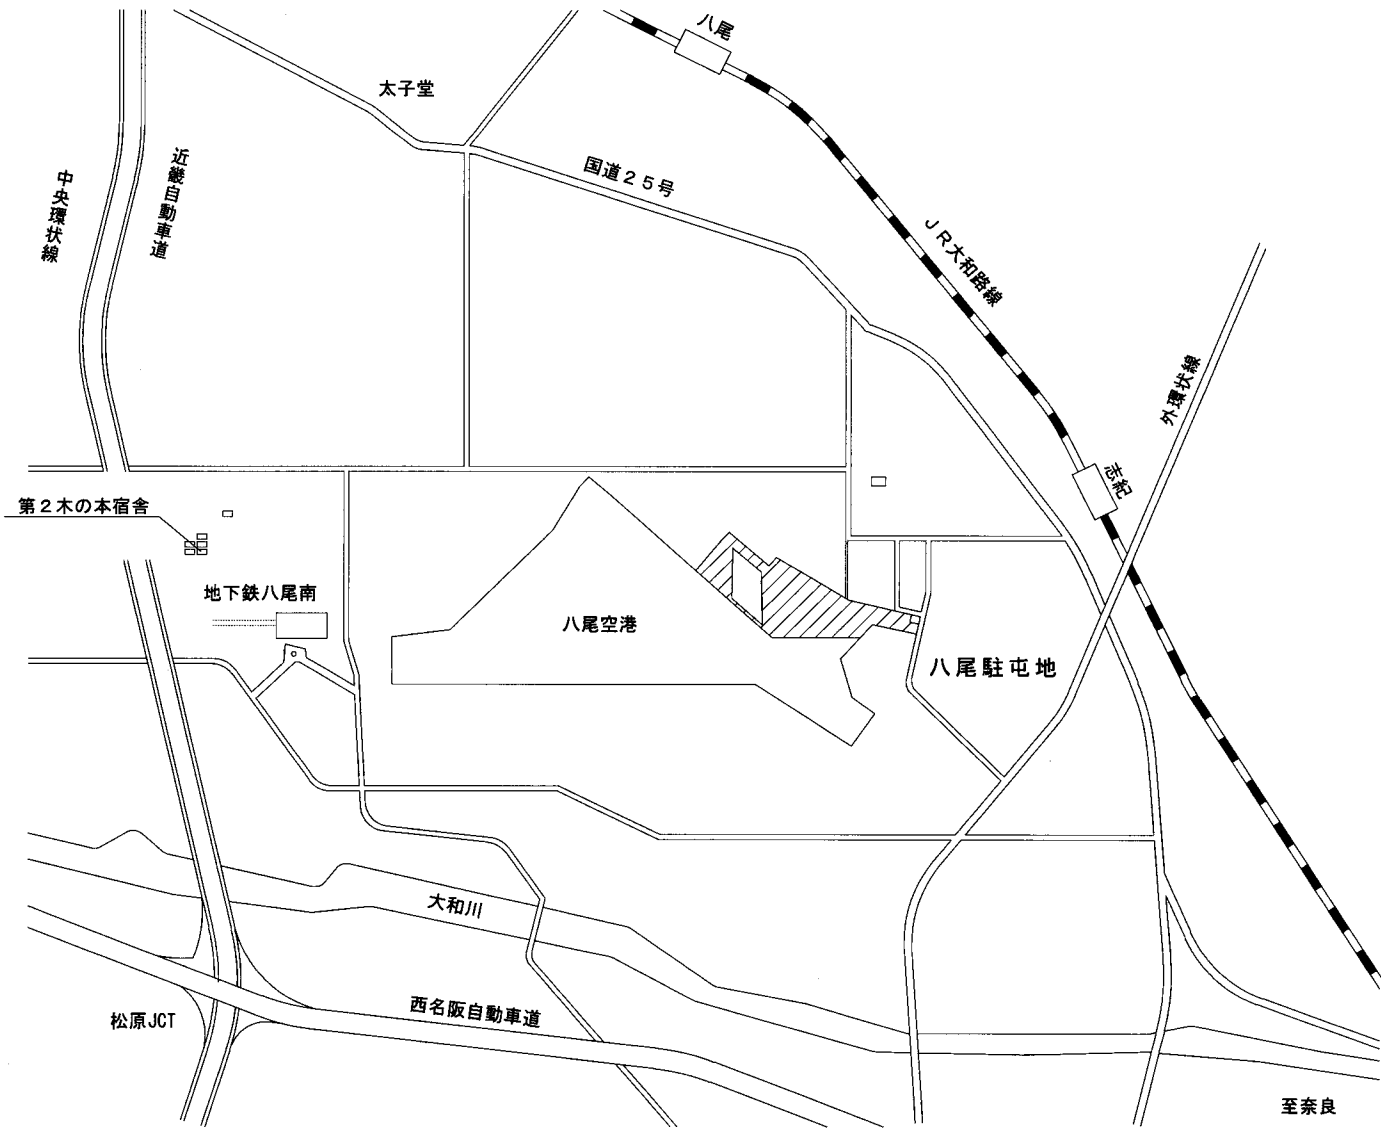 八尾
太子堂
国道25号
近畿自動車道
中央環状線
JR大和路線
外環状線
志紀
第2木の本宿舎
地下鉄八尾南
八尾空港
八尾駐屯地
大和川
西名阪自動車道
松原JCT
至奈良